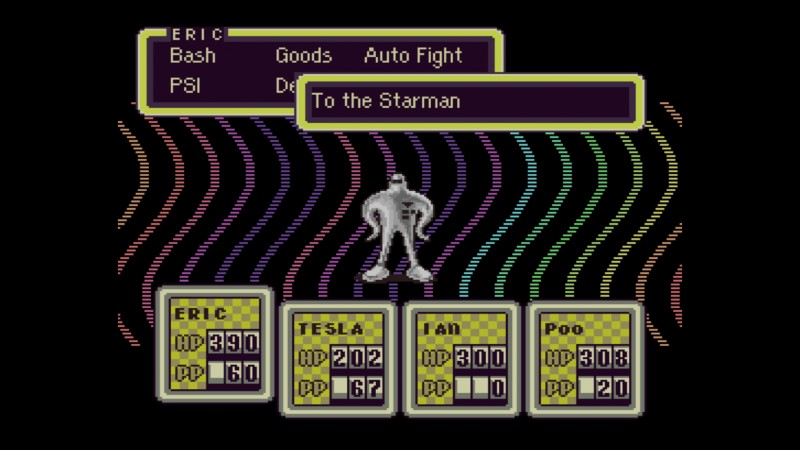 ERIC
Bash Goods Auto Fight
PSI De
To the Starman
ERIC
HP 390
PP 60
TESLA
HP 202
PP 67
IAN
HP 300
PP 0
Poo
HP 308
PP 20